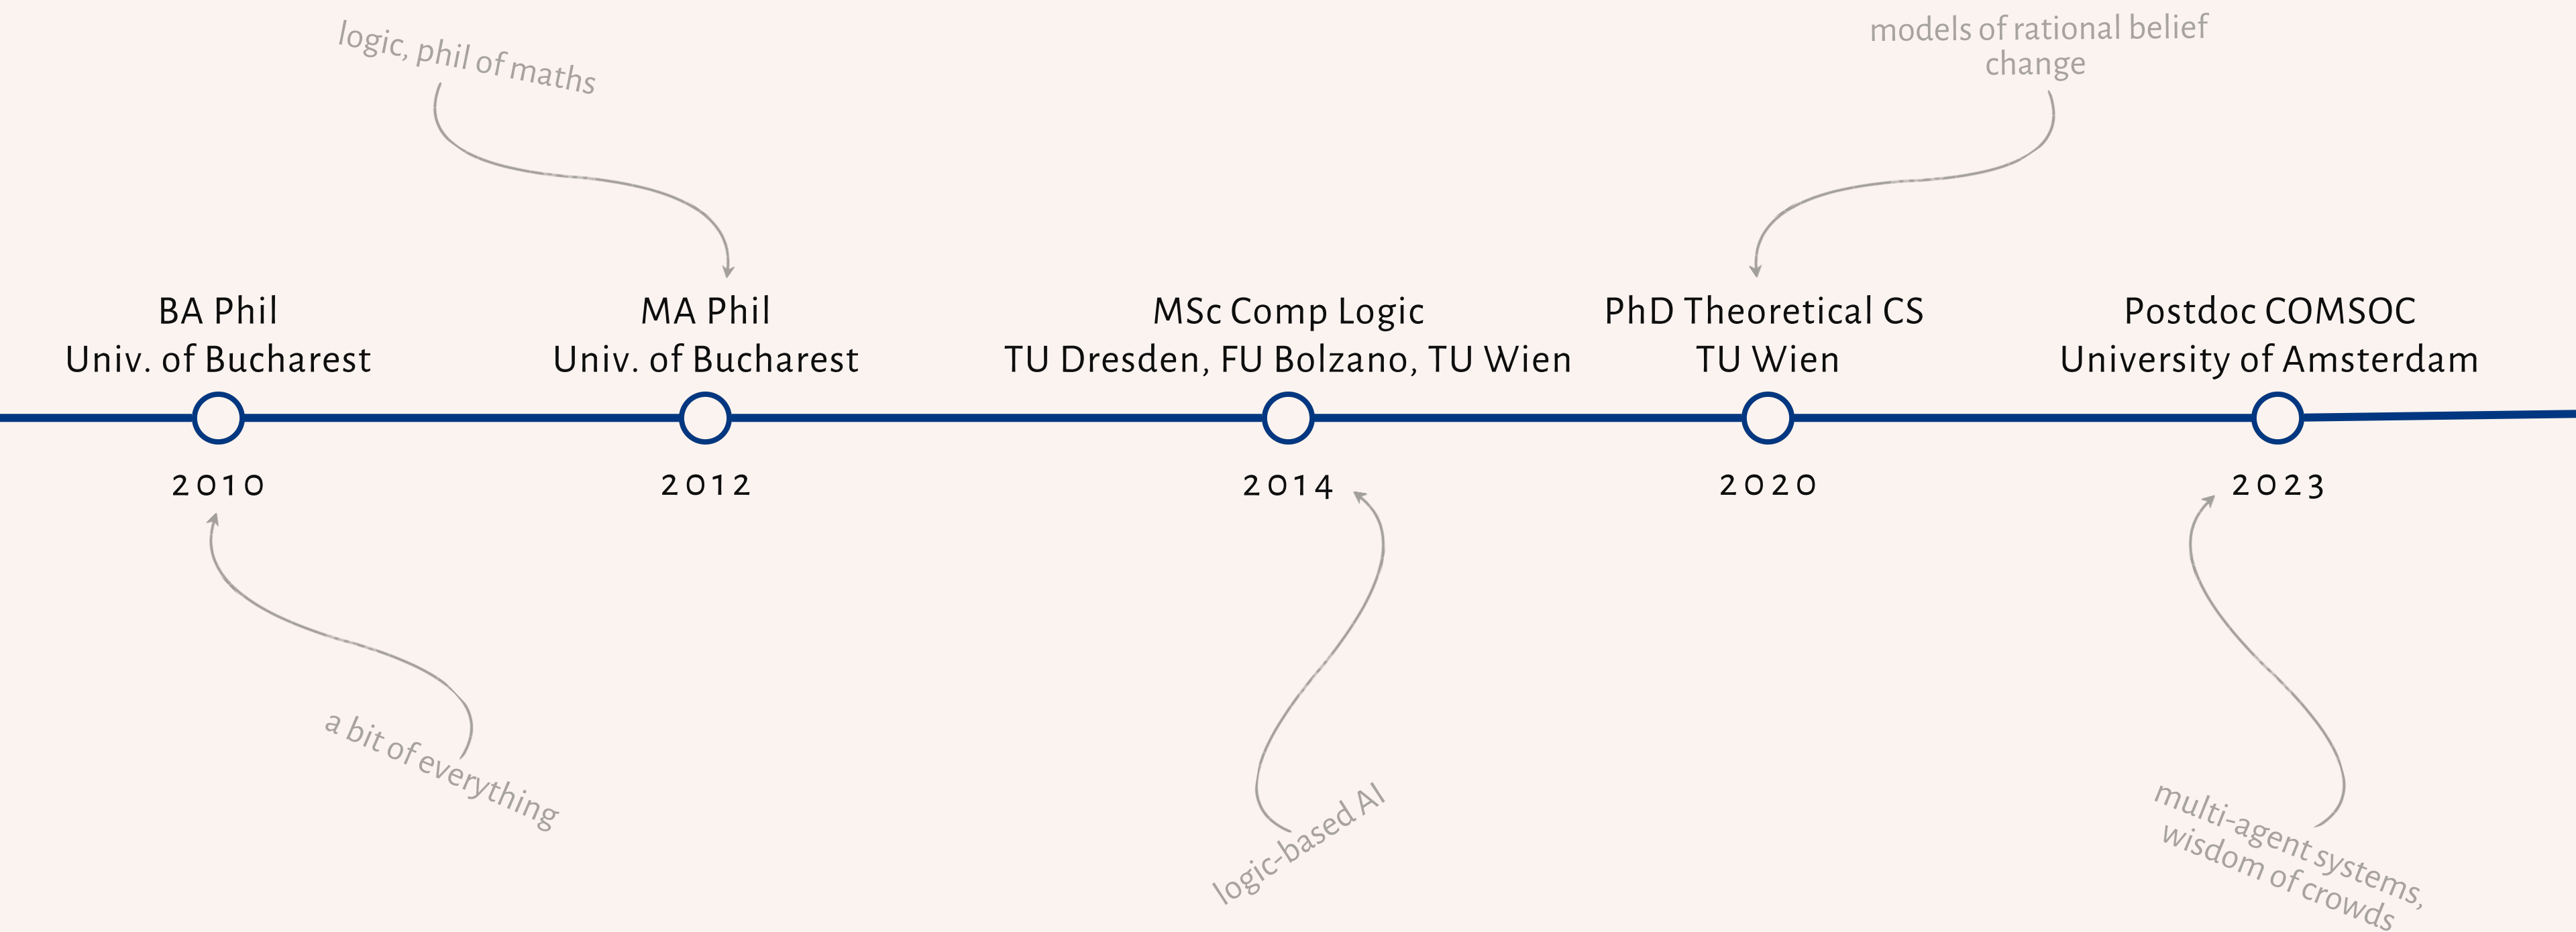 logic, phil of maths
models of rational belief
change
BA Phil
Univ. of Bucharest
MA Phil
Univ. of Bucharest
MSc Comp Logic
TU Dresden, FU Bolzano, TU Wien
PhD Theoretical CS
TU Wien
Postdoc COMSOC
University of Amsterdam
2010
2012
2014
2020
2023
a bit of everything
logic-based AI
multi-agent systems,
wisdom of crowds